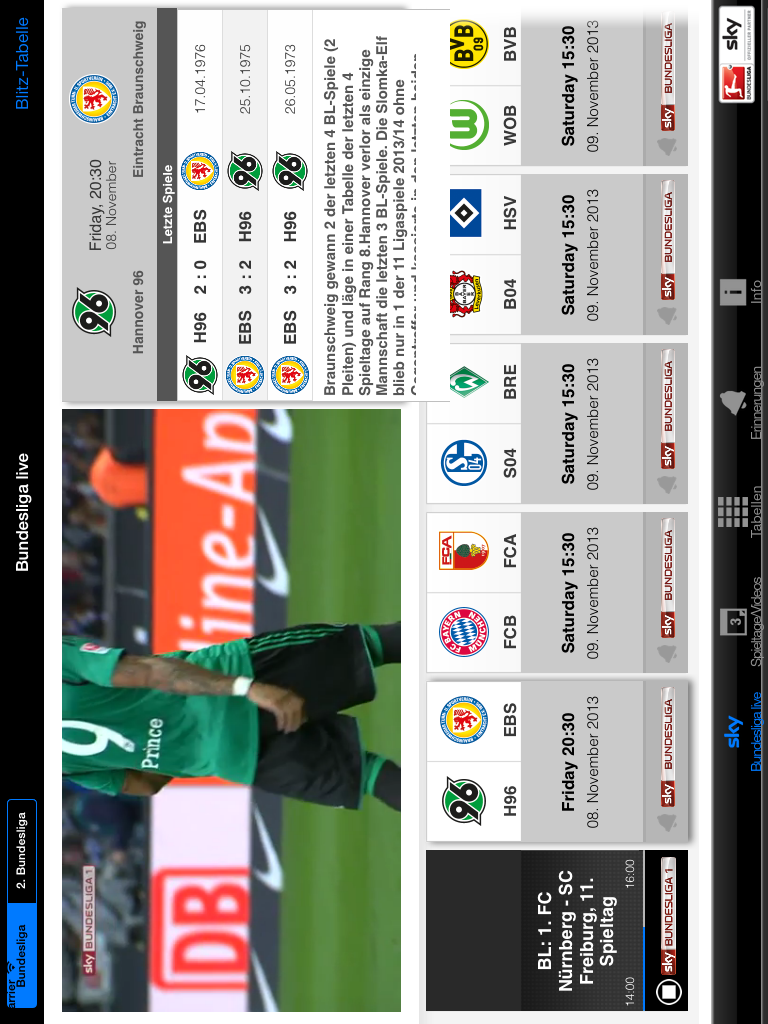 arrier
Bundesliga
2. Bundesliga
Bundesliga live
Blitz-Tabelle
sky BUNDESLIGA 1
DB
9
Prince
line-Ap
Friday, 20:30
08. November
Hannover 96
Eintracht Braunschweig
Letzte Spiele
H96 2 : 0 EBS 17.04.1976
EBS 3 : 2 H96 25.10.1975
EBS 3 : 2 H96 26.05.1973
Braunschweig gewann 2 der letzten 4 BL-Spiele (2
Pleiten) und läge in einer Tabelle der letzten 4
Spieltage auf Rang 8.Hannover verlor als einzige
Mannschaft die letzten 3 BL-Spiele. Die Slomka-Elf
blieb nur in 1 der 11 Ligaspiele 2013/14 ohne
BL: 1. FC
Nürnberg - SC
Freiburg, 11.
Spieltag
14:00 16:00
sky BUNDESLIGA 1
H96 EBS
Friday 20:30
08. November 2013
sky BUNDESLIGA
FCB FCA
Saturday 15:30
09. November 2013
sky BUNDESLIGA
S04 BRE
Saturday 15:30
09. November 2013
sky BUNDESLIGA
B04 HSV
Saturday 15:30
09. November 2013
sky BUNDESLIGA
WOB BVB
Saturday 15:30
09. November 2013
sky BUNDESLIGA
sky
Bundesliga live
3.
Spieltage/Videos
Tabellen
Erinnerungen
Info
BUNDESLIGA
sky